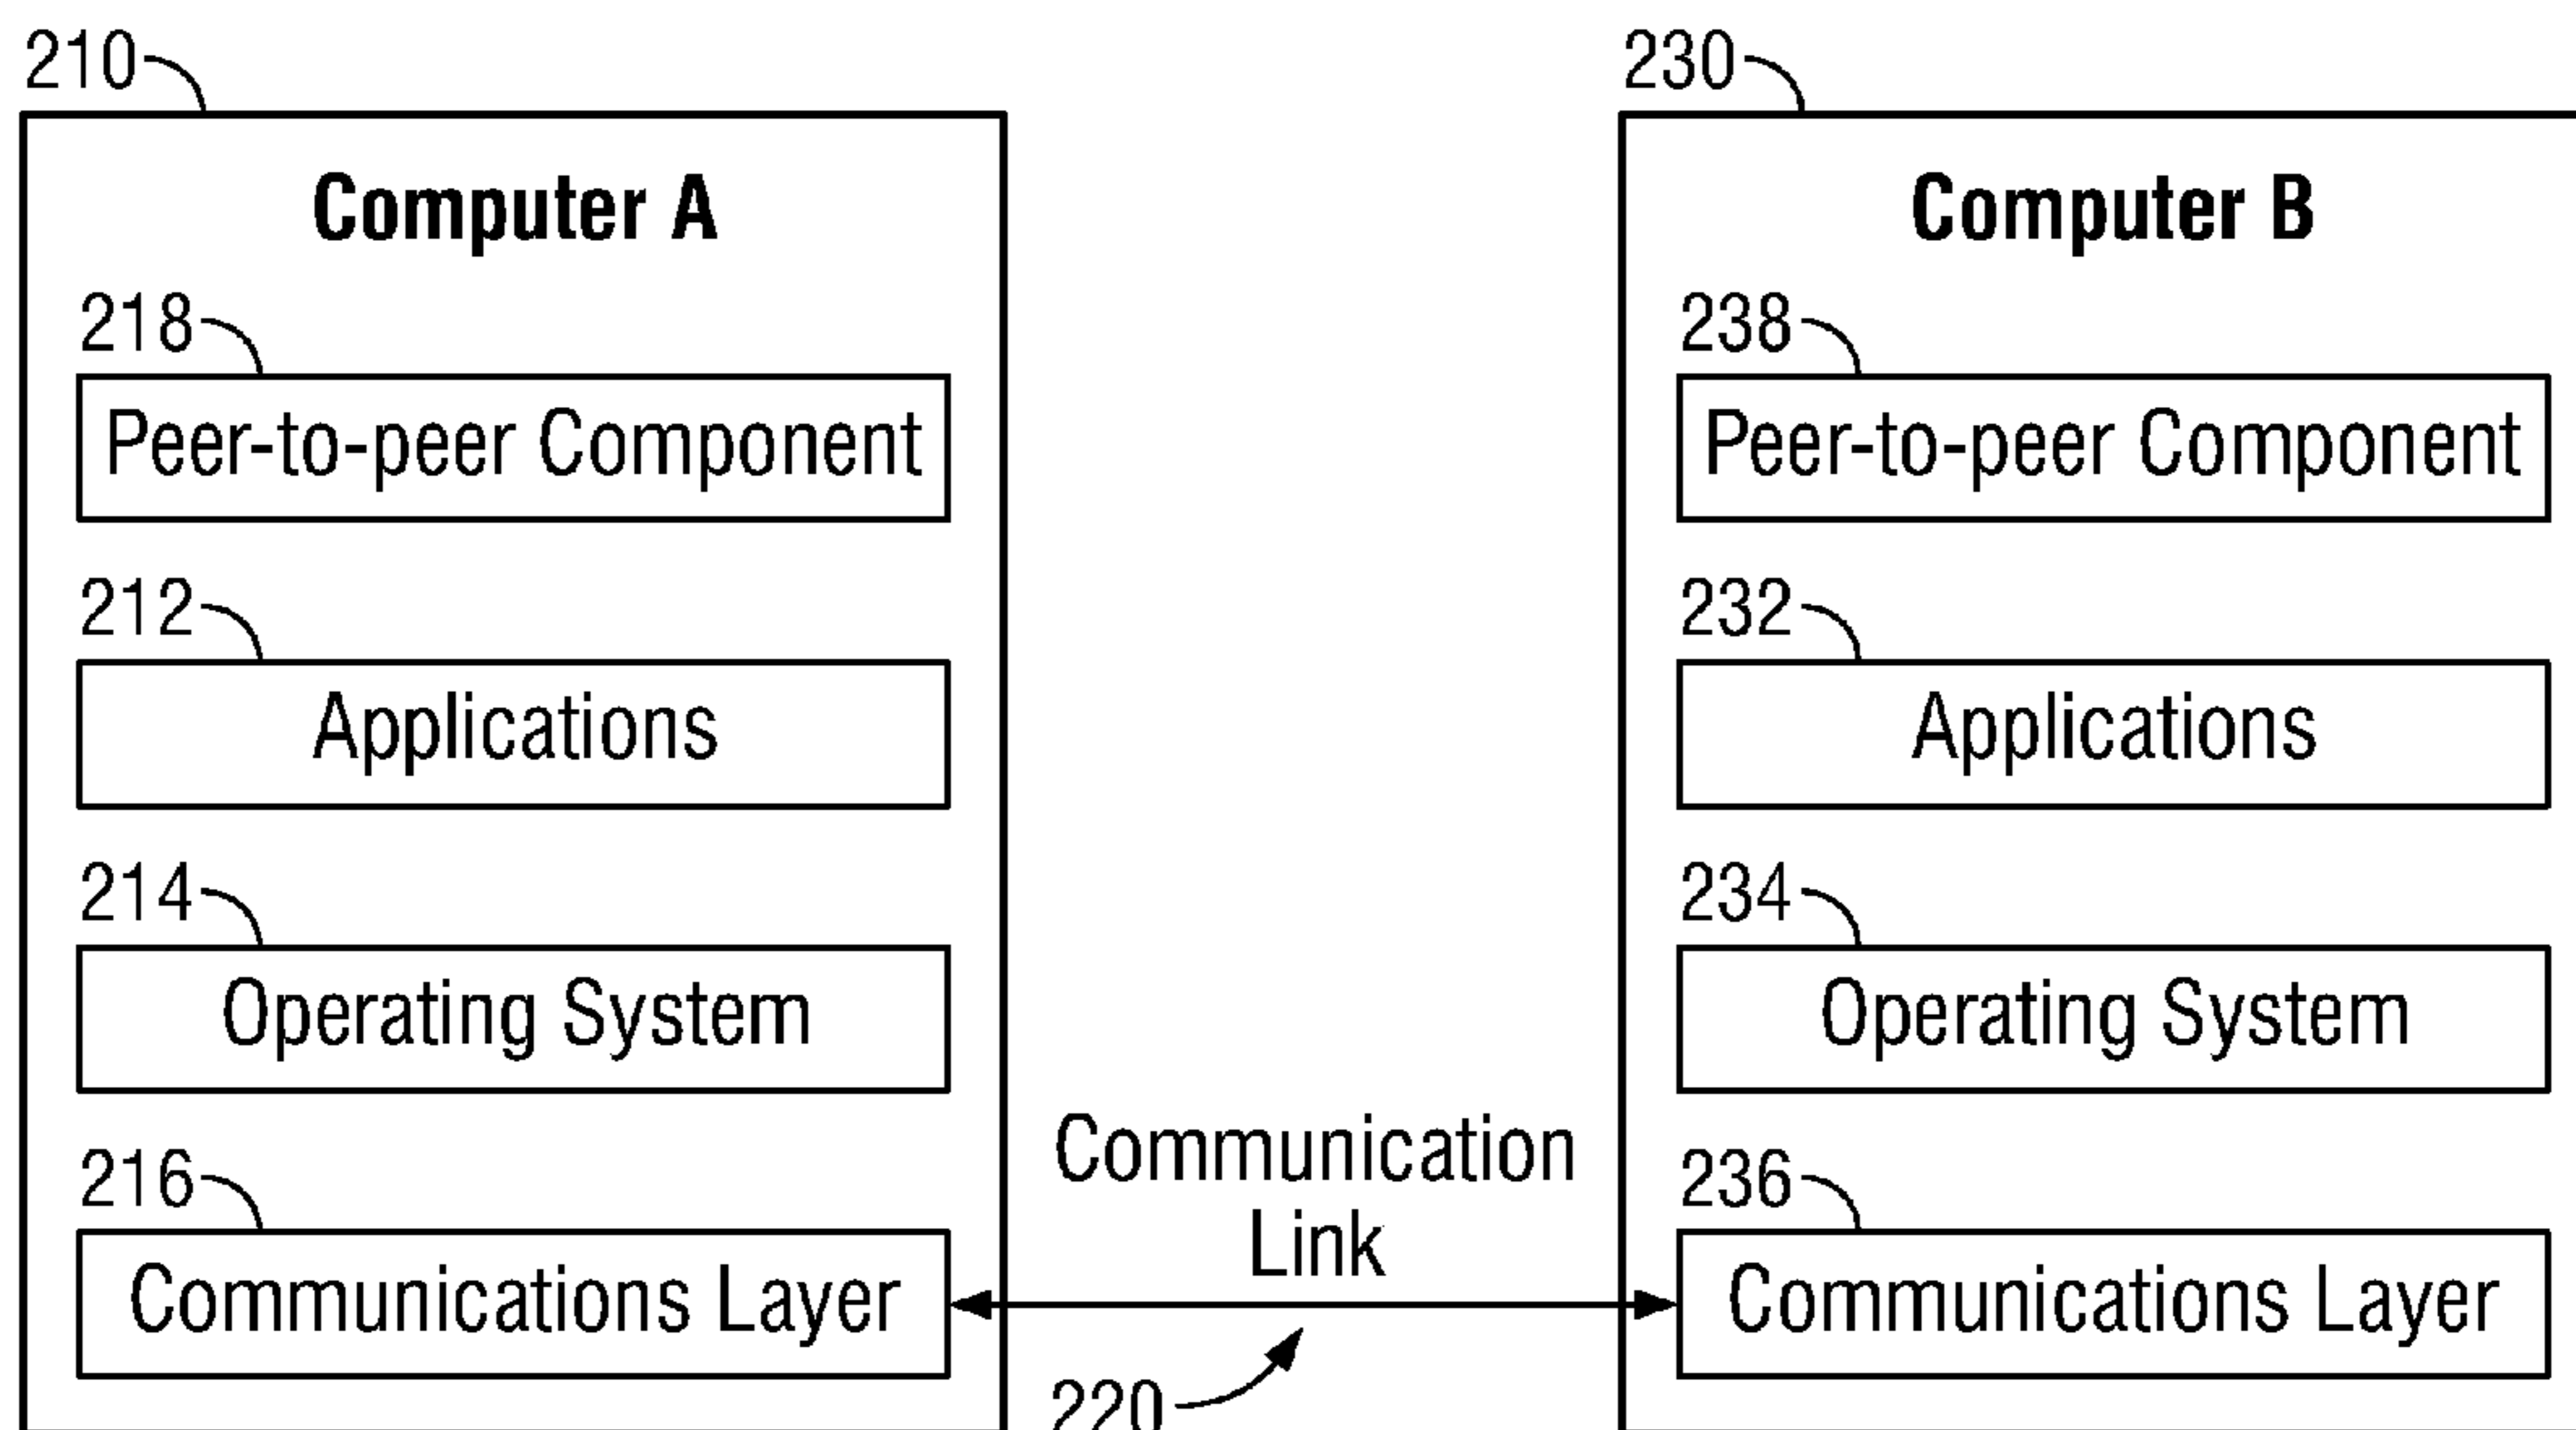 210
Computer A
218
Peer-to-peer Component
212
Applications
214
Operating System
216
Communications Layer
Communication
Link
220
230
Computer B
238
Peer-to-peer Component
232
Applications
234
Operating System
236
Communications Layer